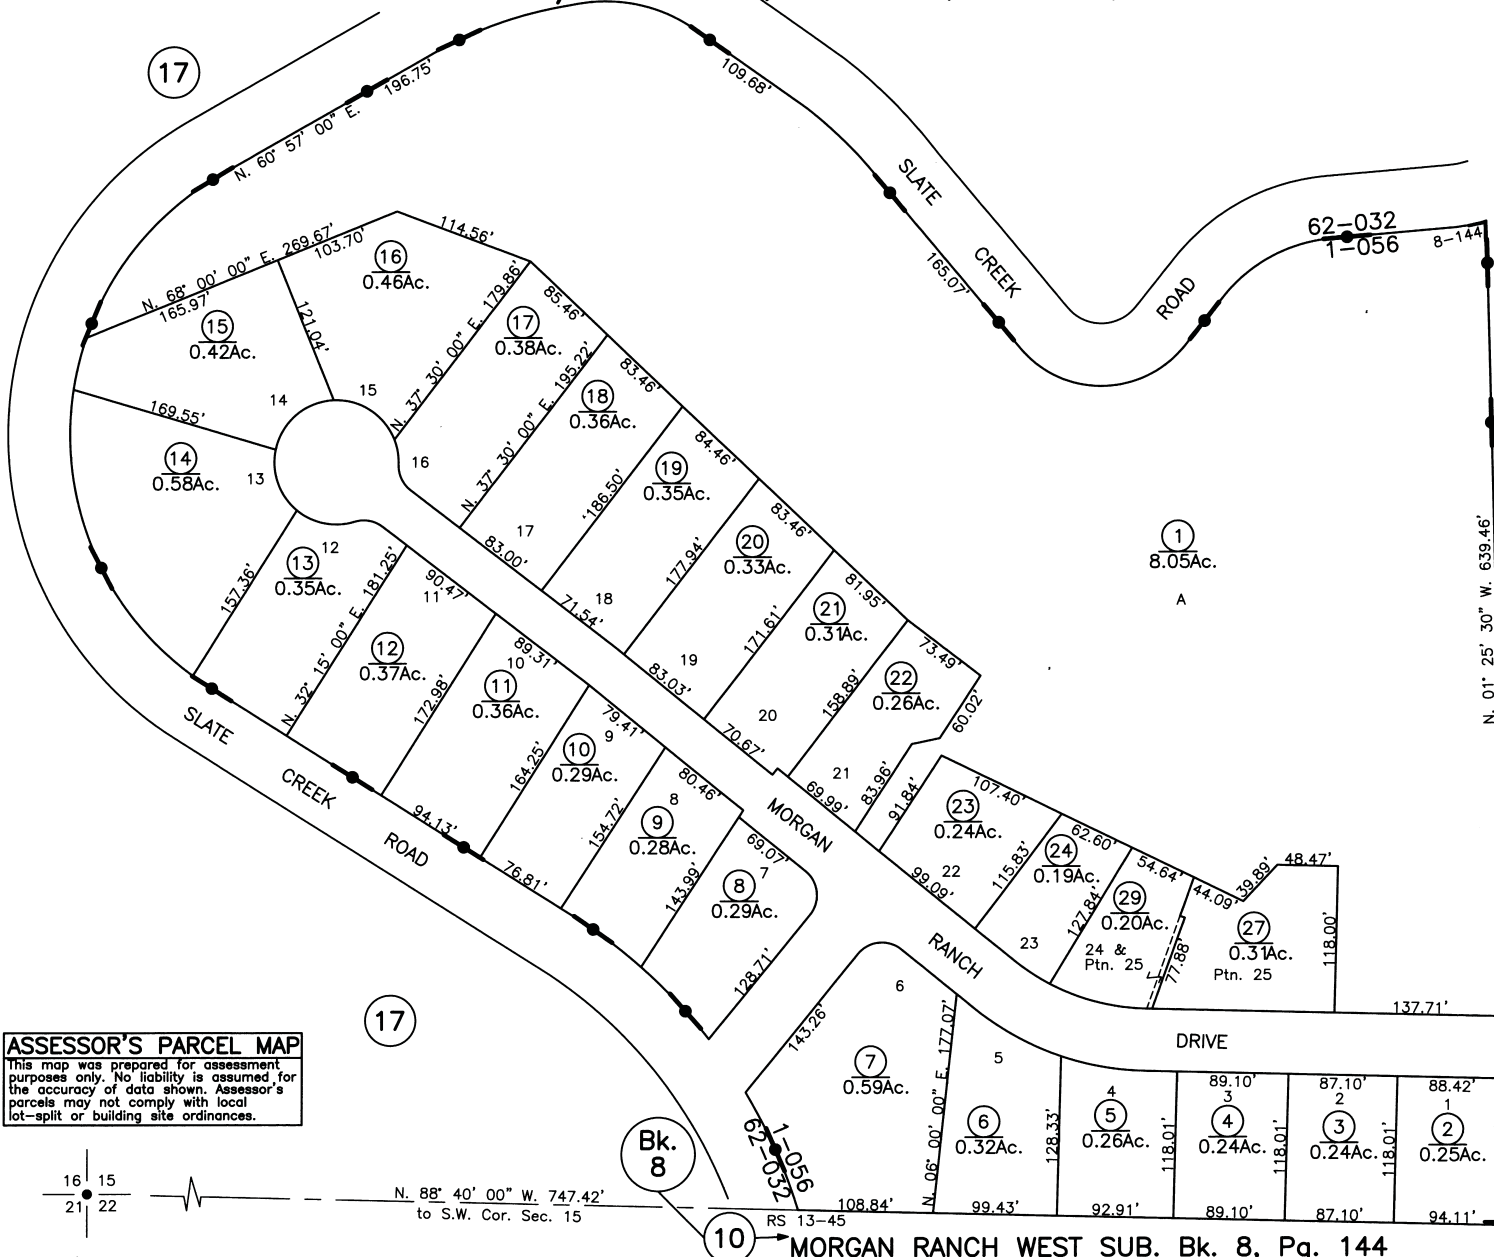 17
N. 60° 57' 00" E.
196.75'
109.68'
SLATE
CREEK
ROAD
165.07'
62-032
1-056
8-144
N. 01° 25' 30" W. 639.46'
1
8.05Ac.
A
N. 68° 00' 00" E. 269.67'
165.97'
103.70'
114.56'
16
0.46Ac.
15
0.42Ac.
121.04'
14
15
169.55'
14
0.58Ac.
13
16
N. 37° 30' 00" E. 179.86'
85.46'
17
0.38Ac.
N. 37° 30' 00" E. 195.22'
83.46'
18
0.36Ac.
17
83.00'
186.50'
84.46'
19
0.35Ac.
18
71.54'
177.94'
83.46'
20
0.33Ac.
19
83.03'
171.61'
81.95'
21
0.31Ac.
20
70.67'
158.89'
73.49'
22
0.26Ac.
60.02'
21
69.99'
83.96'
91.84'
157.36'
13
0.35Ac.
12
N. 32° 15' 00" E. 181.25'
90.47'
11
12
0.37Ac.
172.98'
89.31'
10
11
0.36Ac.
164.25'
79.41'
9
10
0.29Ac.
154.72'
80.46'
8
9
0.28Ac.
143.99'
69.07'
7
8
0.29Ac.
128.71'
94.13'
76.81'
SLATE
CREEK
ROAD
MORGAN
RANCH
DRIVE
107.40'
23
0.24Ac.
22
99.09'
115.83'
62.60'
24
0.19Ac.
23
127.84'
54.64'
29
0.20Ac.
24 &
Ptn. 25
77.88'
44.09'
39.89'
48.47'
27
0.31Ac.
Ptn. 25
118.00'
137.71'
17
143.26'
6
7
0.59Ac.
N. 06° 00' 00" E. 177.07'
5
6
0.32Ac.
128.33'
4
5
0.26Ac.
118.01'
89.10'
3
4
0.24Ac.
118.01'
87.10'
2
3
0.24Ac.
118.01'
88.42'
1
2
0.25Ac.
108.84'
99.43'
92.91'
89.10'
87.10'
94.11'
1-056
62-032
ASSESSOR'S PARCEL MAP
This map was prepared for assessment
purposes only. No liability is assumed for
the accuracy of data shown. Assessor's
parcels may not comply with local
lot-split or building site ordinances.
16 15
21 22
N. 88° 40' 00" W. 747.42'
to S.W. Cor. Sec. 15
Bk.
8
10
RS 13-45
MORGAN RANCH WEST SUB. Bk. 8, Pg. 144